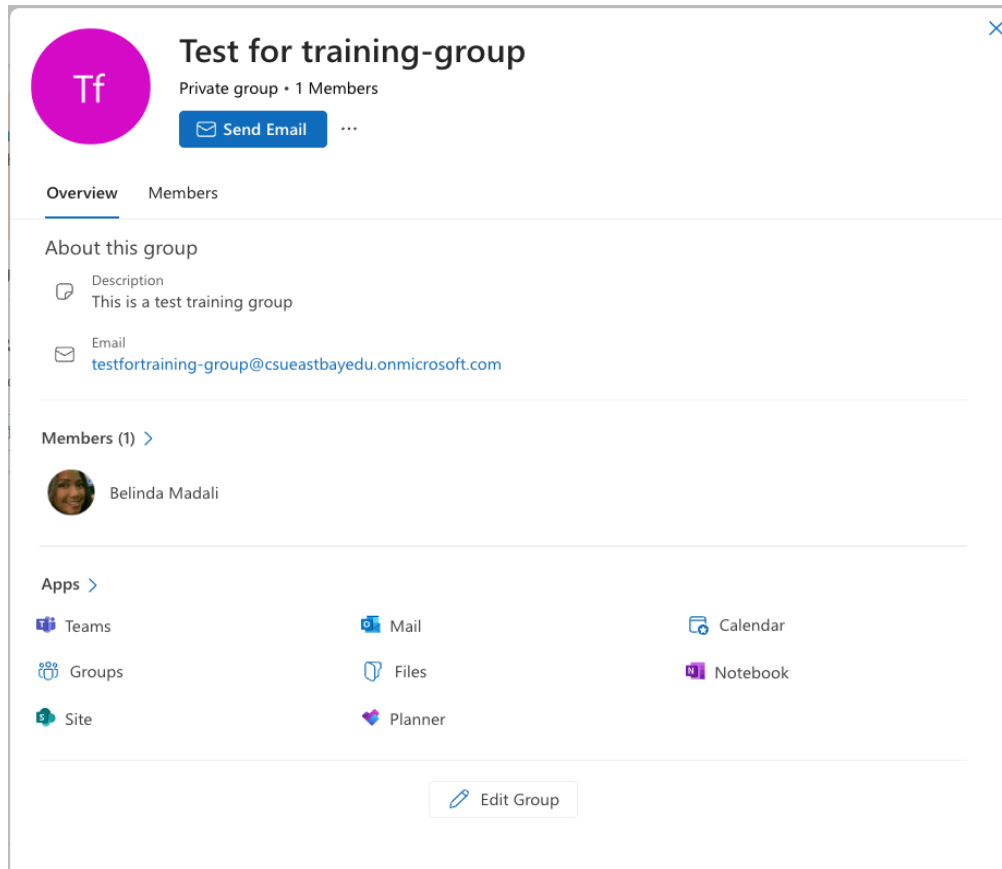 Tf
Test for training-group
Private group • 1 Members
Send Email ···
Overview Members
About this group
Description
This is a test training group
Email
testfortraining-group@csueastbayedu.onmicrosoft.com
Members (1) >
Belinda Madali
Apps >
Teams Mail Calendar
Groups Files Notebook
Site Planner
Edit Group